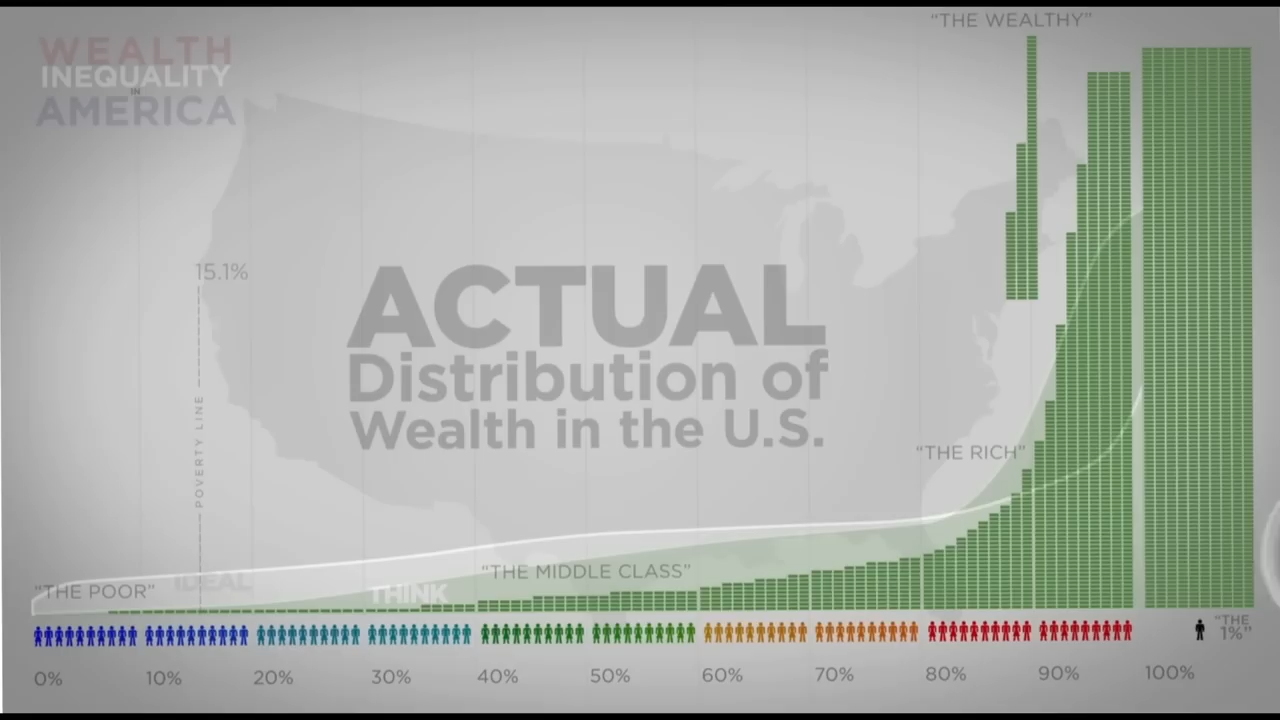 "THE WEALTHY"
WEALTH
INEQUALITY
IN
AMERICA
15.1%
ACTUAL
Distribution of
Wealth in the U.S.
POVERTY LINE
"THE RICH"
"THE MIDDLE CLASS"
"THE POOR"
IDEAL
THINK
"THE
1%"
0% 10% 20% 30% 40% 50% 60% 70% 80% 90% 100%